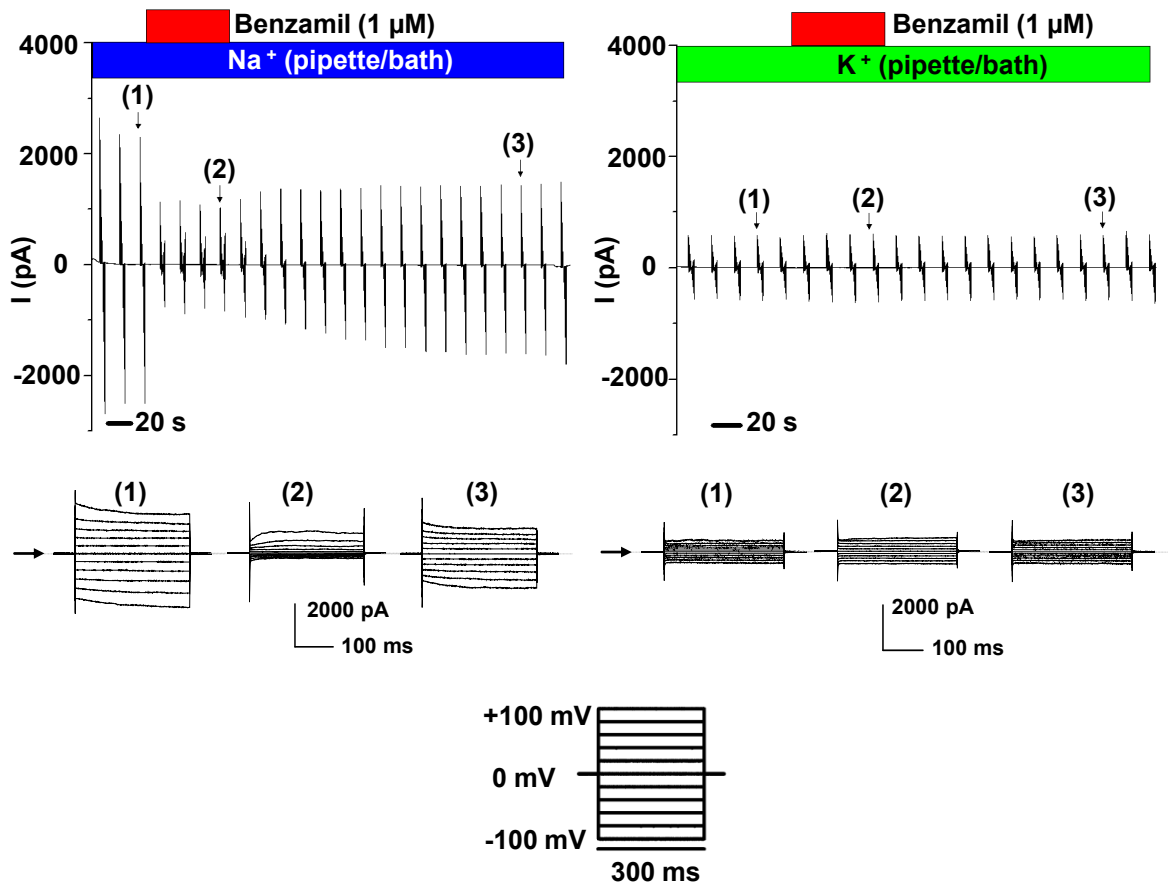 Benzamil (1 µM)
Na⁺ (pipette/bath)
4000
2000
0
-2000
I (pA)
(1)
(2)
(3)
20 s
Benzamil (1 µM)
K⁺ (pipette/bath)
4000
2000
0
-2000
I (pA)
(1)
(2)
(3)
20 s
(1)
(2)
(3)
2000 pA
100 ms
(1)
(2)
(3)
2000 pA
100 ms
+100 mV
0 mV
-100 mV
300 ms